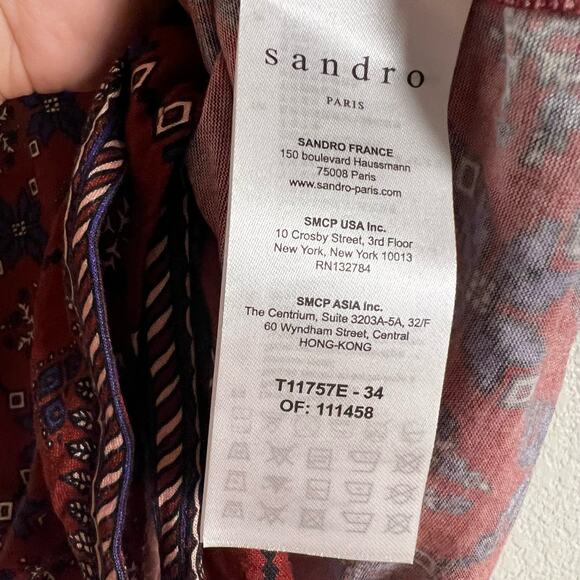 sandro
PARIS
SANDRO FRANCE
150 boulevard Haussmann
75008 Paris
www.sandro-paris.com
SMCP USA Inc.
10 Crosby Street, 3rd Floor
New York, New York 10013
RN132784
SMCP ASIA Inc.
The Centrium, Suite 3203A-5A, 32/F
60 Wyndham Street, Central
HONG-KONG
T11757E - 34
OF: 111458